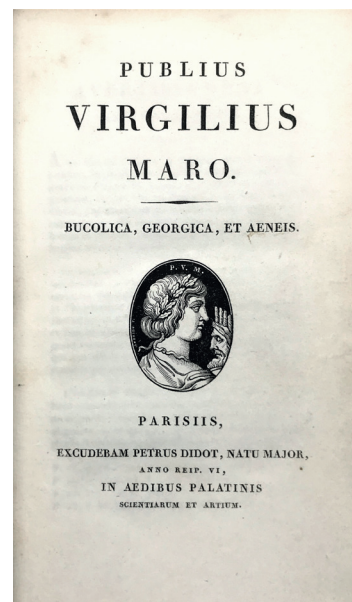 PUBLIUS
VIRGILIUS
MARO.
BUCOLICA, GEORGICA, ET AENEIS.
P. V. M.
PARISIIS,
EXCUDEBAM PETRUS DIDOT, NATU MAJOR,
ANNO REIP. VI,
IN AEDIBUS PALATINIS
SCIENTIARUM ET ARTIUM.